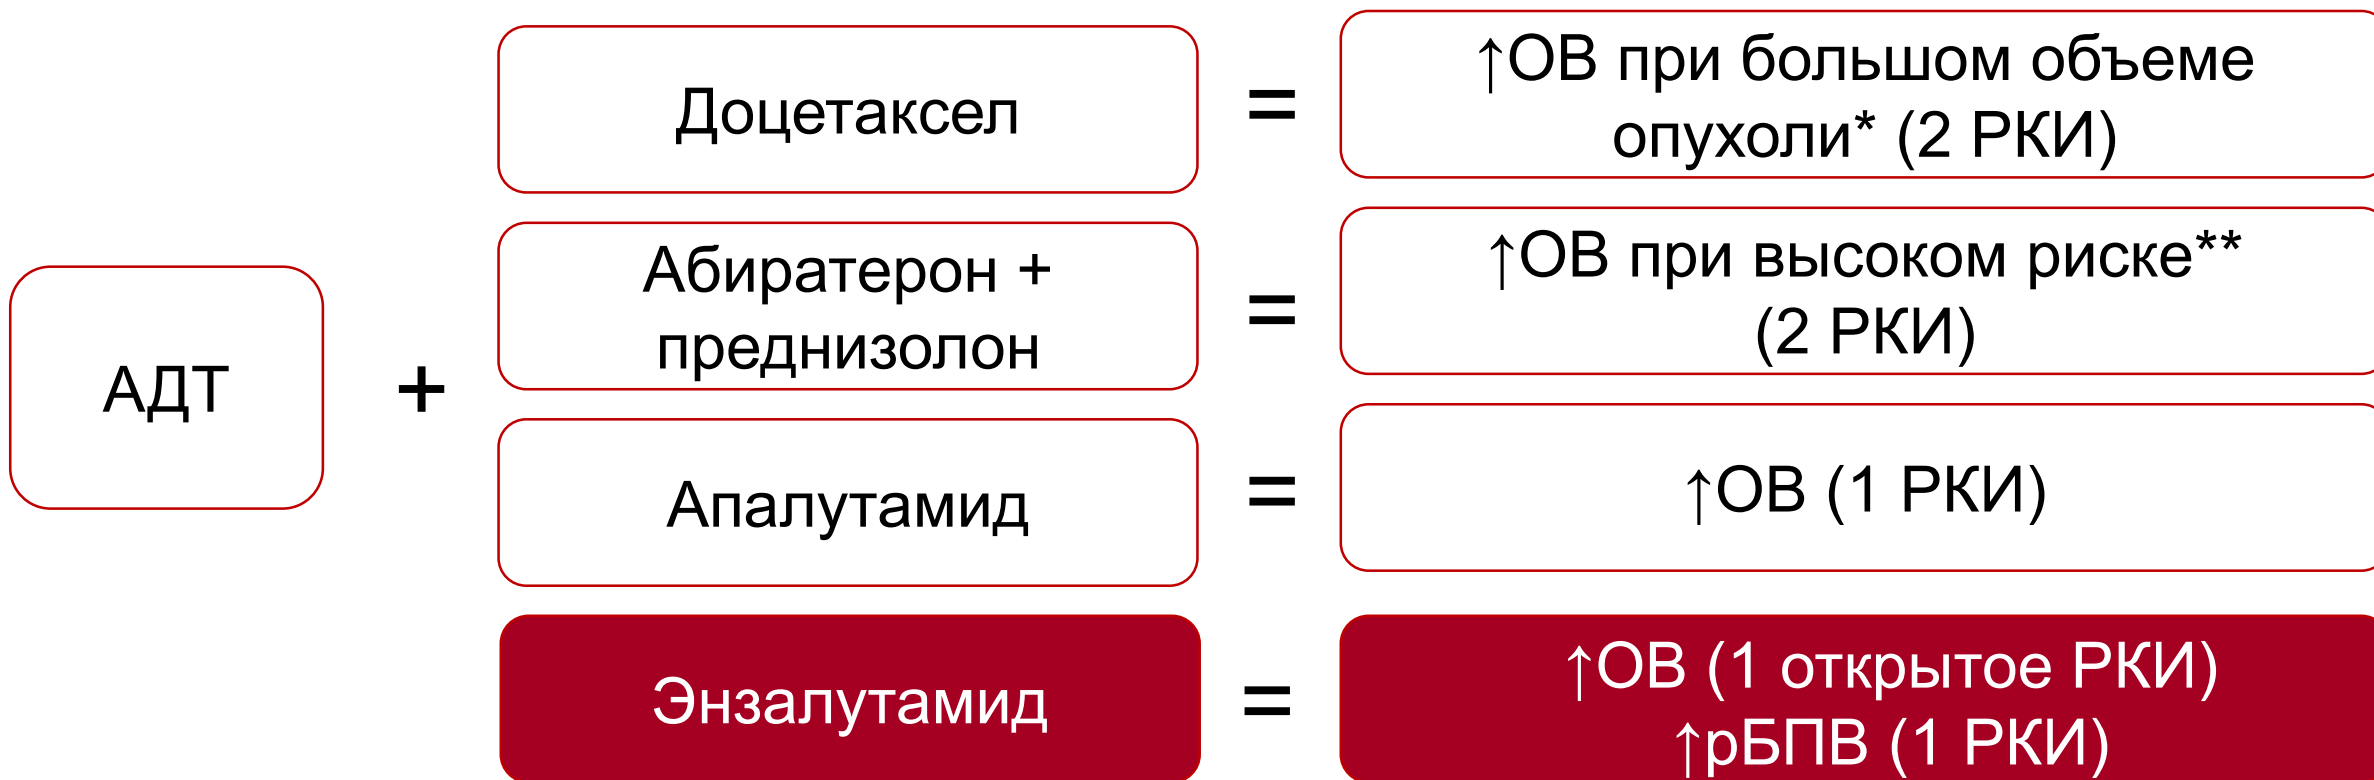 АДТ
+
Доцетаксел
=
↑ОВ при большом объеме
опухоли* (2 РКИ)
Абиратерон +
преднизолон
=
↑ОВ при высоком риске**
(2 РКИ)
Апалутамид
=
↑ОВ (1 РКИ)
Энзалутамид
=
↑ОВ (1 открытое РКИ)
↑рБПВ (1 РКИ)